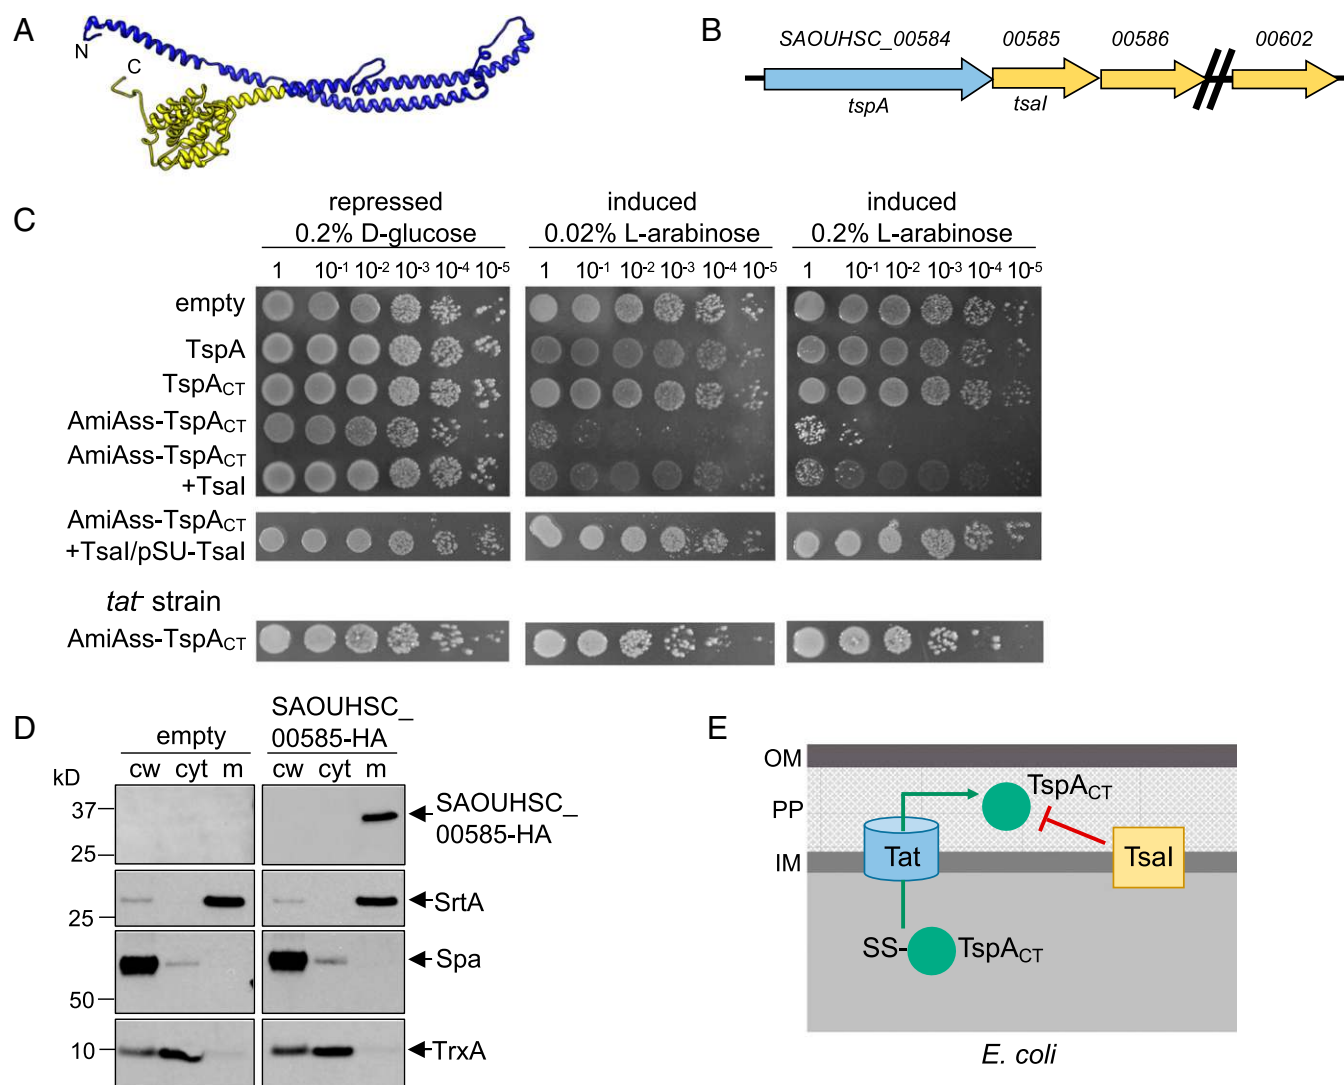 A
N
C
B
SAOUHSC_00584 00585 00586 00602
tspA tsaI
C
repressed induced induced
0.2% D-glucose 0.02% L-arabinose 0.2% L-arabinose
1 10-1 10-2 10-3 10-4 10-5 1 10-1 10-2 10-3 10-4 10-5 1 10-1 10-2 10-3 10-4 10-5
empty
TspA
TspACT
AmiAss-TspACT
AmiAss-TspACT
+TsaI
AmiAss-TspACT
+TsaI/pSU-TsaI
tat- strain
AmiAss-TspACT
D
empty SAOUHSC_
00585-HA
kD cw cyt m cw cyt m
37 SAOUHSC_
00585-HA
25
25 SrtA
Spa
50
10 TrxA
E
OM
PP TspACT
IM Tat TsaI
SS- TspACT
E. coli